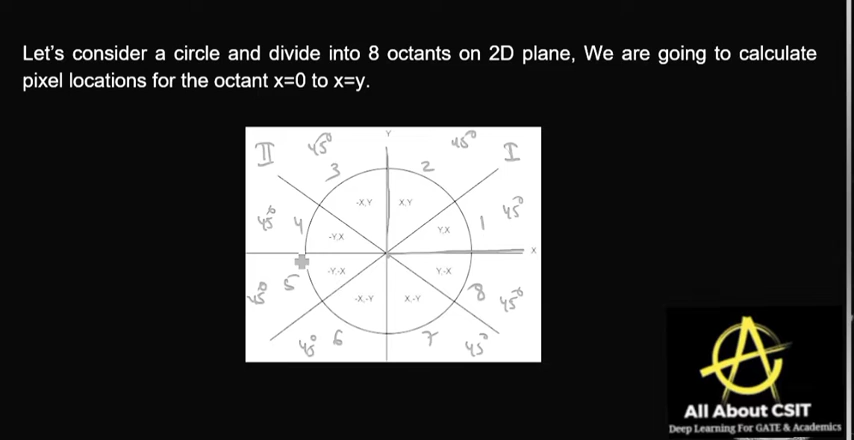 Let's consider a circle and divide into 8 octants on 2D plane, We are going to calculate
pixel locations for the octant x=0 to x=y.
Y
II 45° 45° I
3 2
-X,Y X,Y
45° 4 -Y,X Y,X 1 45°
X
45° 5 -Y,-X Y,-X 8 45°
-X,-Y X,-Y
45° 6 7 45°
All About CSIT
Deep Learning For GATE & Academics